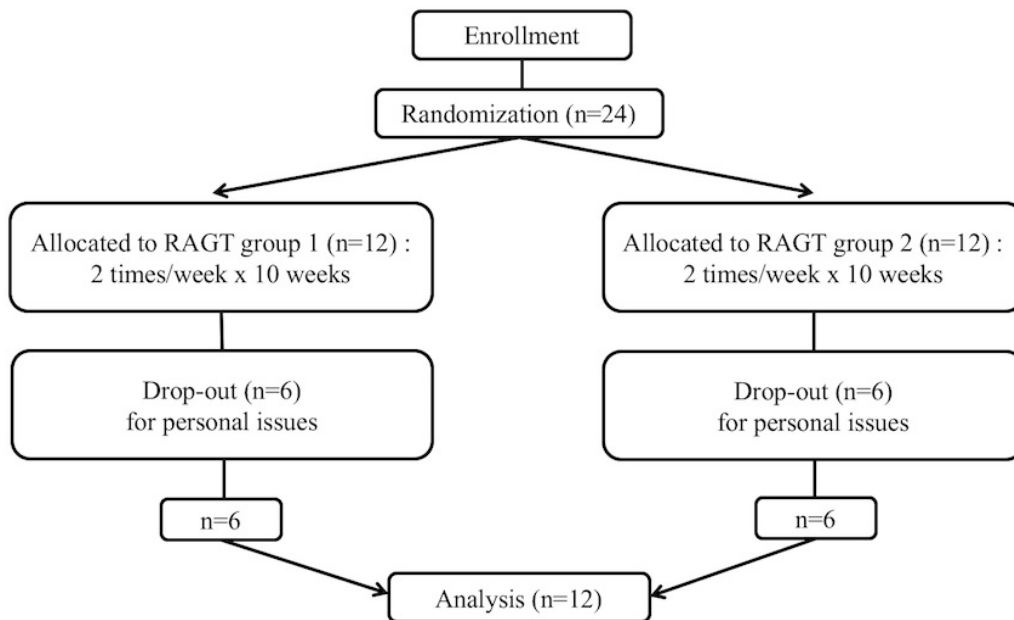 Enrollment
Randomization (n=24)
Allocated to RAGT group 1 (n=12) :
2 times/week x 10 weeks
Allocated to RAGT group 2 (n=12) :
2 times/week x 10 weeks
Drop-out (n=6)
for personal issues
Drop-out (n=6)
for personal issues
n=6
n=6
Analysis (n=12)